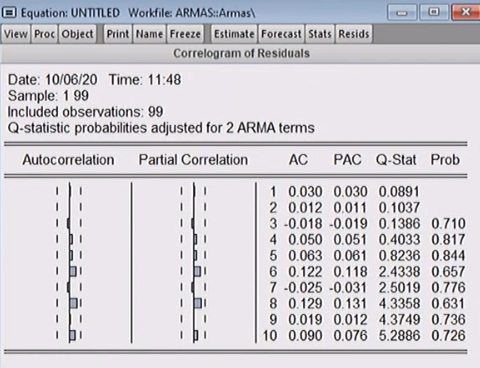 Equation: UNTITLED Workfile: ARMAS::Armas\
View Proc Object Print Name Freeze Estimate Forecast Stats Resids
Correlogram of Residuals
Date: 10/06/20 Time: 11:48
Sample: 1 99
Included observations: 99
Q-statistic probabilities adjusted for 2 ARMA terms
Autocorrelation Partial Correlation AC PAC Q-Stat Prob
1 0.030 0.030 0.0891
2 0.012 0.011 0.1037
3 -0.018 -0.019 0.1386 0.710
4 0.050 0.051 0.4033 0.817
5 0.063 0.061 0.8236 0.844
6 0.122 0.118 2.4338 0.657
7 -0.025 -0.031 2.5019 0.776
8 0.129 0.131 4.3358 0.631
9 0.019 0.012 4.3749 0.736
10 0.090 0.076 5.2886 0.726